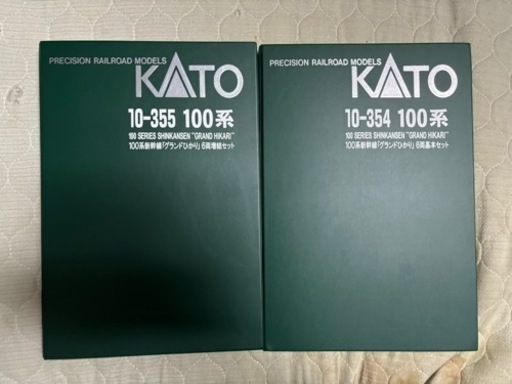 PRECISION RAILROAD MODELS
KATO
10-355 100系
100 SERIES SHINKANSEN "GRAND HIKARI"
100系新幹線「グランドひかり」6両増結セット
PRECISION RAILROAD MODELS
KATO
10-354 100系
100 SERIES SHINKANSEN "GRAND HIKARI"
100系新幹線「グランドひかり」6両基本セット